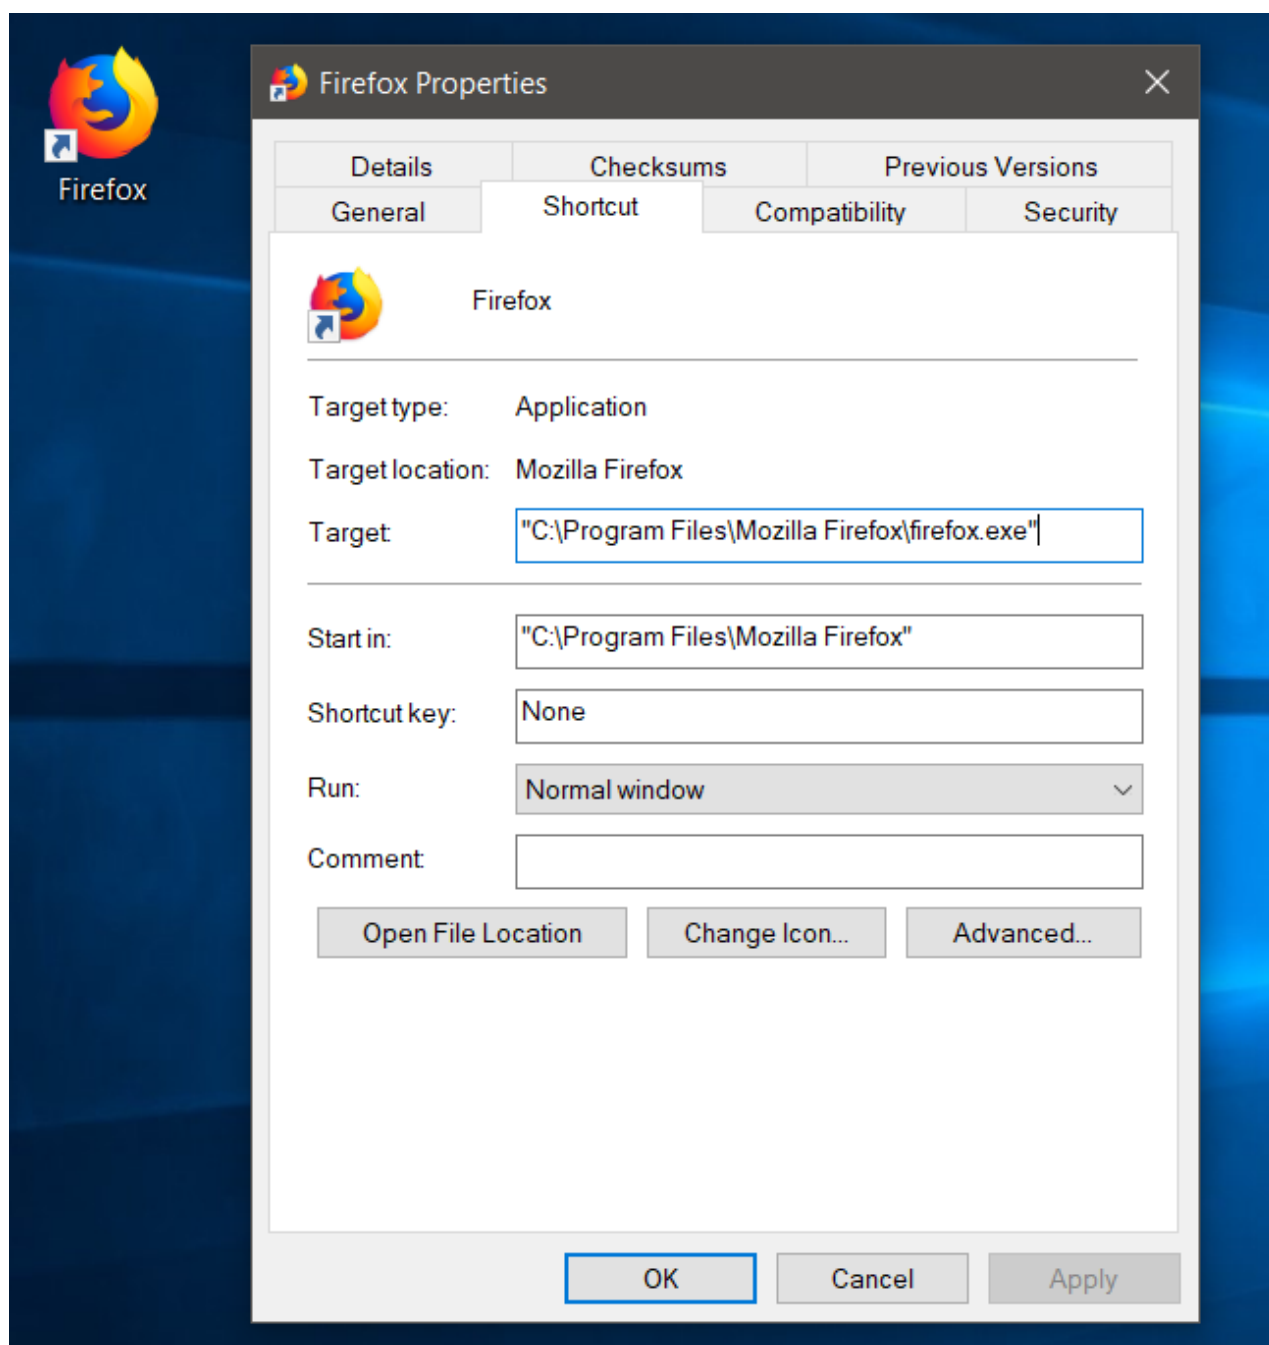 Firefox
Firefox Properties
Details Checksums Previous Versions
General Shortcut Compatibility Security
Firefox
Target type: Application
Target location: Mozilla Firefox
Target: "C:\Program Files\Mozilla Firefox\firefox.exe"
Start in: "C:\Program Files\Mozilla Firefox"
Shortcut key: None
Run: Normal window
Comment:
Open File Location Change Icon... Advanced...
OK Cancel Apply